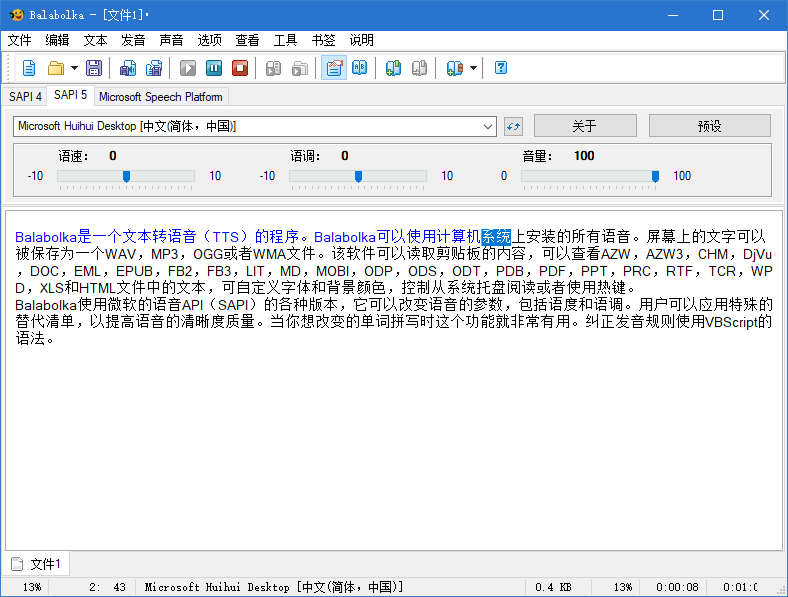 Balabolka - [文件1]*
文件 编辑 文本 发音 声音 选项 查看 工具 书签 说明
SAPI 4 SAPI 5 Microsoft Speech Platform
Microsoft Huihui Desktop [中文(简体，中国)] 关于 预设
语速： 0 语调： 0 音量： 100
-10 10 -10 10 0 100
Balabolka是一个文本转语音（TTS）的程序。Balabolka可以使用计算机系统上安装的所有语音。屏幕上的文字可以
被保存为一个WAV，MP3，OGG或者WMA文件。该软件可以读取剪贴板的内容，可以查看AZW，AZW3，CHM，DjVu
，DOC，EML，EPUB，FB2，FB3，LIT，MD，MOBI，ODP，ODS，ODT，PDB，PDF，PPT，PRC，RTF，TCR，WP
D，XLS和HTML文件中的文本，可自定义字体和背景颜色，控制从系统托盘阅读或者使用热键。
Balabolka使用微软的语音API（SAPI）的各种版本，它可以改变语音的参数，包括语度和语调。用户可以应用特殊的
替代清单，以提高语音的清晰度质量。当你想改变的单词拼写时这个功能就非常有用。纠正发音规则使用VBScript的
语法。
文件1
13% 2: 43 Microsoft Huihui Desktop [中文(简体，中国)] 0.4 KB 13% 0:00:08